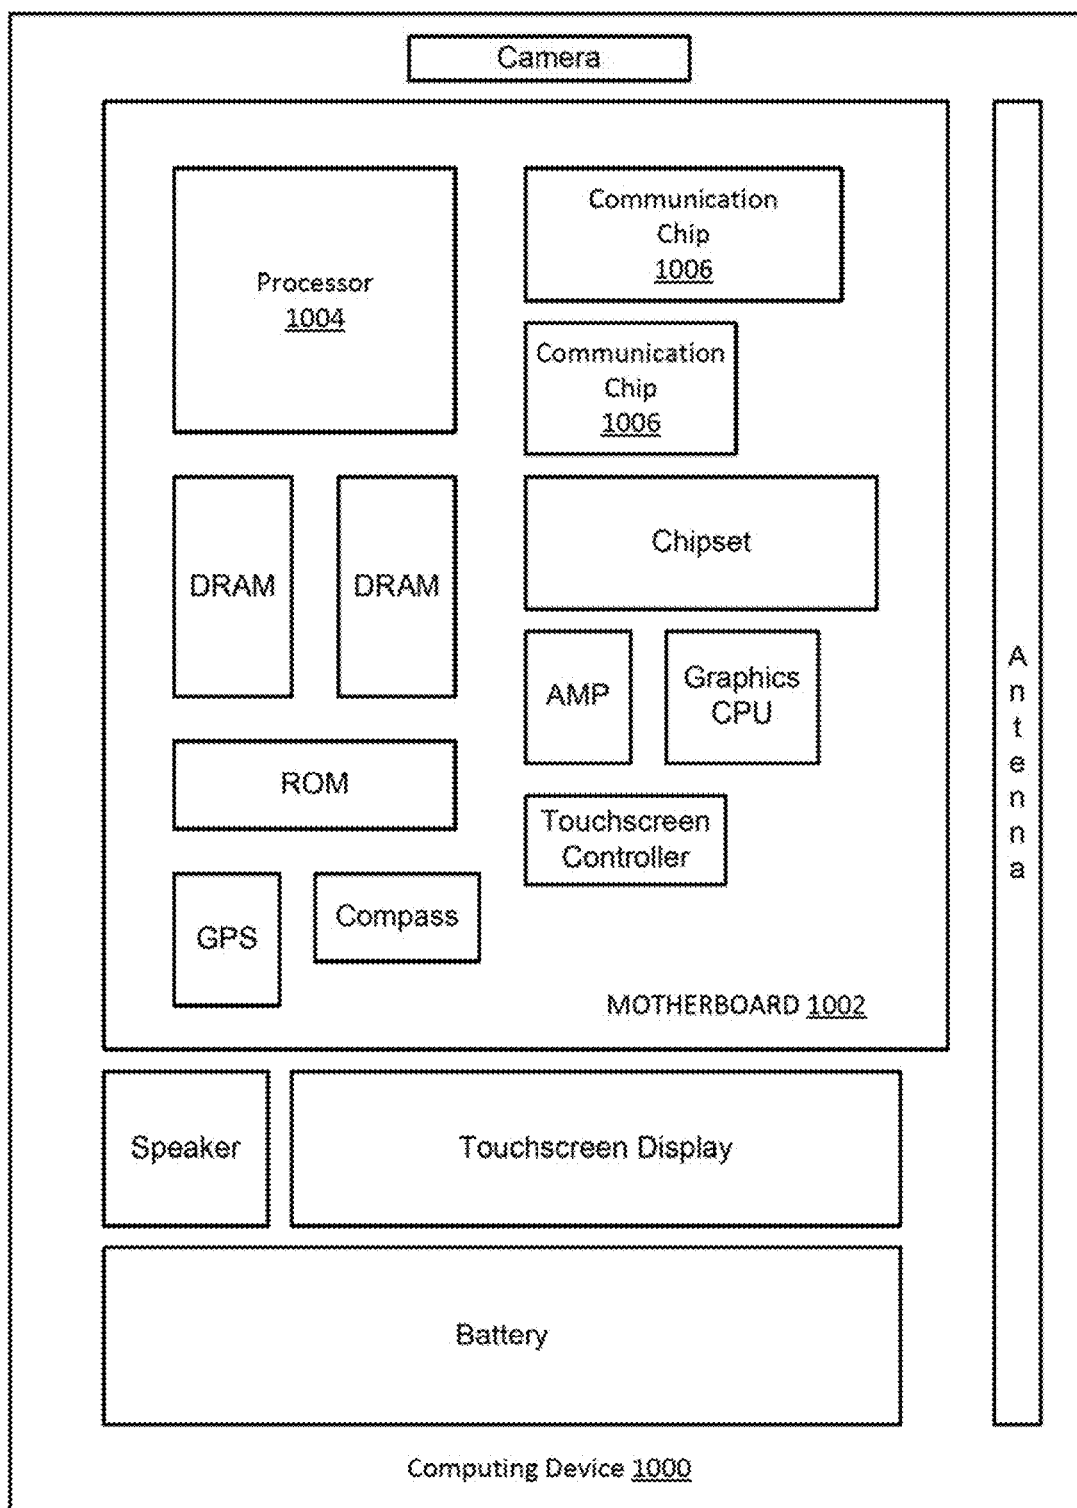 Camera
Processor
1004
Communication
Chip
1006
Communication
Chip
1006
DRAM
DRAM
Chipset
AMP
Graphics
CPU
ROM
Touchscreen
Controller
GPS
Compass
MOTHERBOARD 1002
Antenna
Speaker
Touchscreen Display
Battery
Computing Device 1000